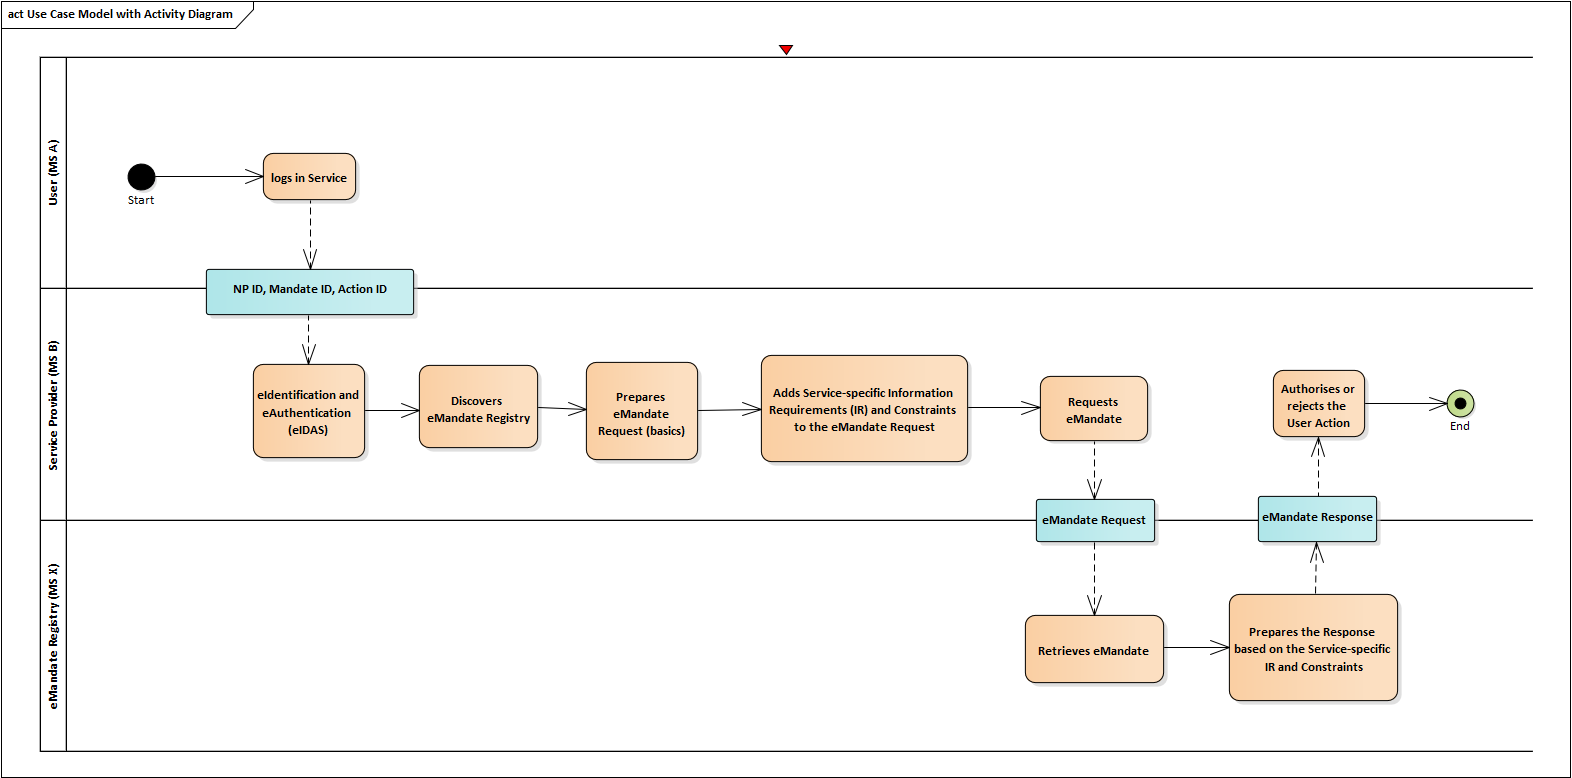 act Use Case Model with Activity Diagram
User (MS A)
Start
logs in Service
NP ID, Mandate ID, Action ID
Service Provider (MS B)
eIdentification and
eAuthentication
(eIDAS)
Discovers
eMandate Registry
Prepares
eMandate
Request (basics)
Adds Service-specific Information
Requirements (IR) and Constraints
to the eMandate Request
Requests
eMandate
Authorises or
rejects the
User Action
End
eMandate Request
eMandate Response
eMandate Registry (MS X)
Retrieves eMandate
Prepares the Response
based on the Service-specific
IR and Constraints